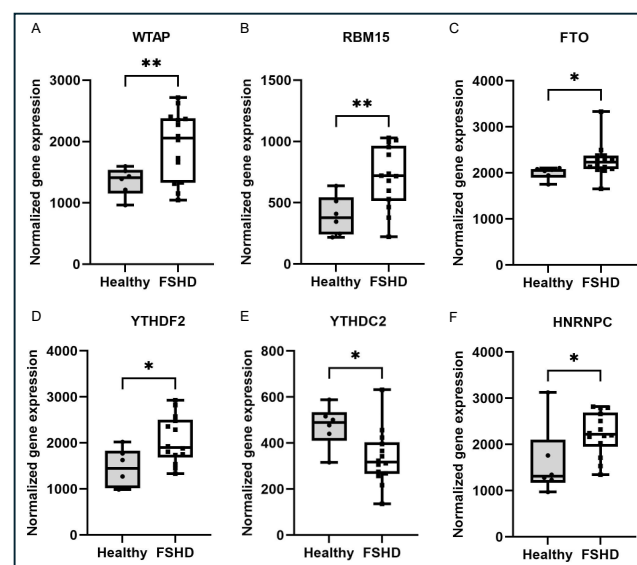 A
WTAP
Normalized gene expression
3000
2000
1000
0
**
Healthy FSHD
B
RBM15
Normalized gene expression
1500
1000
500
0
**
Healthy FSHD
C
FTO
Normalized gene expression
4000
3000
2000
1000
0
*
Healthy FSHD
D
YTHDF2
Normalized gene expression
4000
3000
2000
1000
0
*
Healthy FSHD
E
YTHDC2
Normalized gene expression
800
600
400
200
0
*
Healthy FSHD
F
HNRNPC
Normalized gene expression
4000
3000
2000
1000
0
*
Healthy FSHD